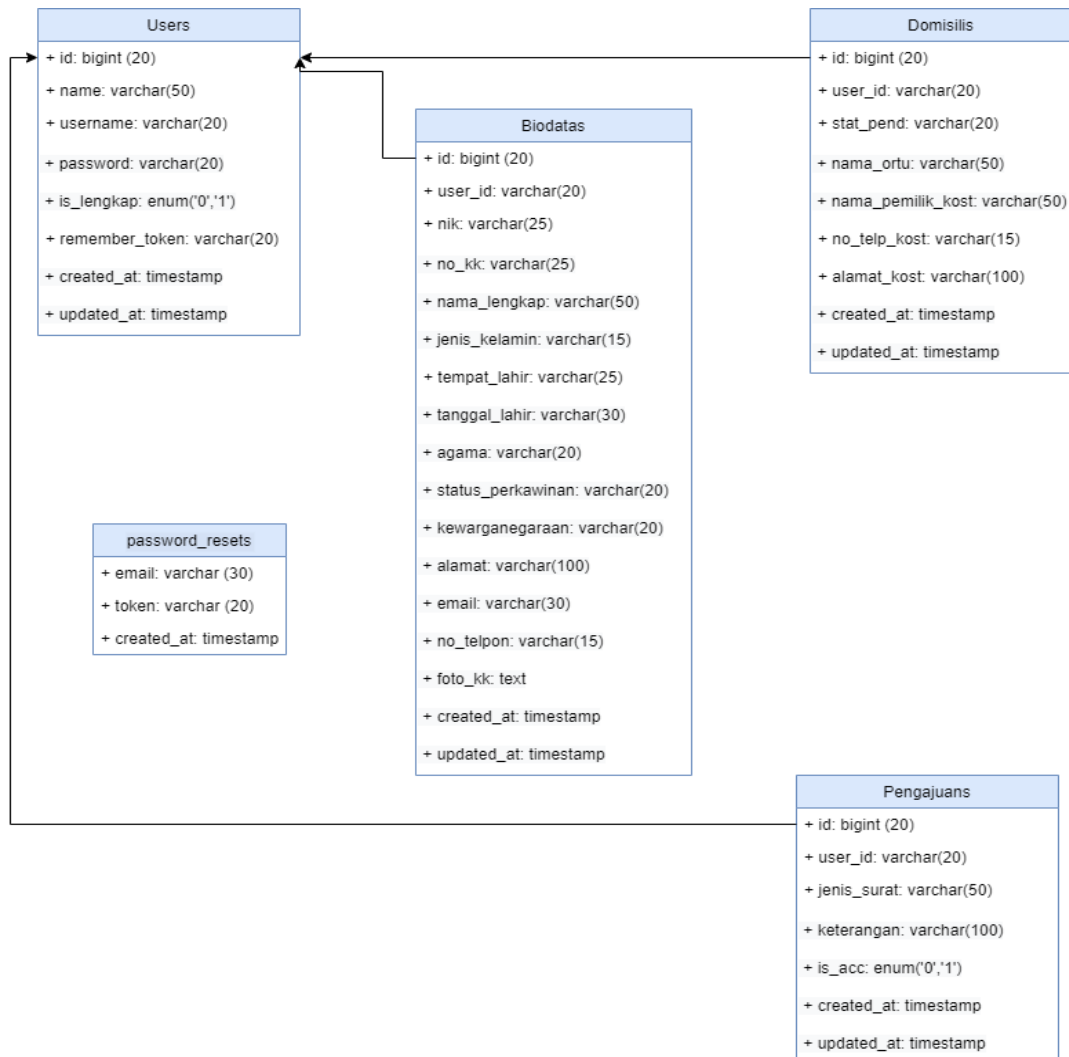 Users
+ id: bigint (20)
+ name: varchar(50)
+ username: varchar(20)
+ password: varchar(20)
+ is_lengkap: enum('0','1')
+ remember_token: varchar(20)
+ created_at: timestamp
+ updated_at: timestamp
Domisilis
+ id: bigint (20)
+ user_id: varchar(20)
+ stat_pend: varchar(20)
+ nama_ortu: varchar(50)
+ nama_pemilik_kost: varchar(50)
+ no_telp_kost: varchar(15)
+ alamat_kost: varchar(100)
+ created_at: timestamp
+ updated_at: timestamp
Biodatas
+ id: bigint (20)
+ user_id: varchar(20)
+ nik: varchar(25)
+ no_kk: varchar(25)
+ nama_lengkap: varchar(50)
+ jenis_kelamin: varchar(15)
+ tempat_lahir: varchar(25)
+ tanggal_lahir: varchar(30)
+ agama: varchar(20)
+ status_perkawinan: varchar(20)
+ kewarganegaraan: varchar(20)
+ alamat: varchar(100)
+ email: varchar(30)
+ no_telpon: varchar(15)
+ foto_kk: text
+ created_at: timestamp
+ updated_at: timestamp
password_resets
+ email: varchar (30)
+ token: varchar (20)
+ created_at: timestamp
Pengajuans
+ id: bigint (20)
+ user_id: varchar(20)
+ jenis_surat: varchar(50)
+ keterangan: varchar(100)
+ is_acc: enum('0','1')
+ created_at: timestamp
+ updated_at: timestamp